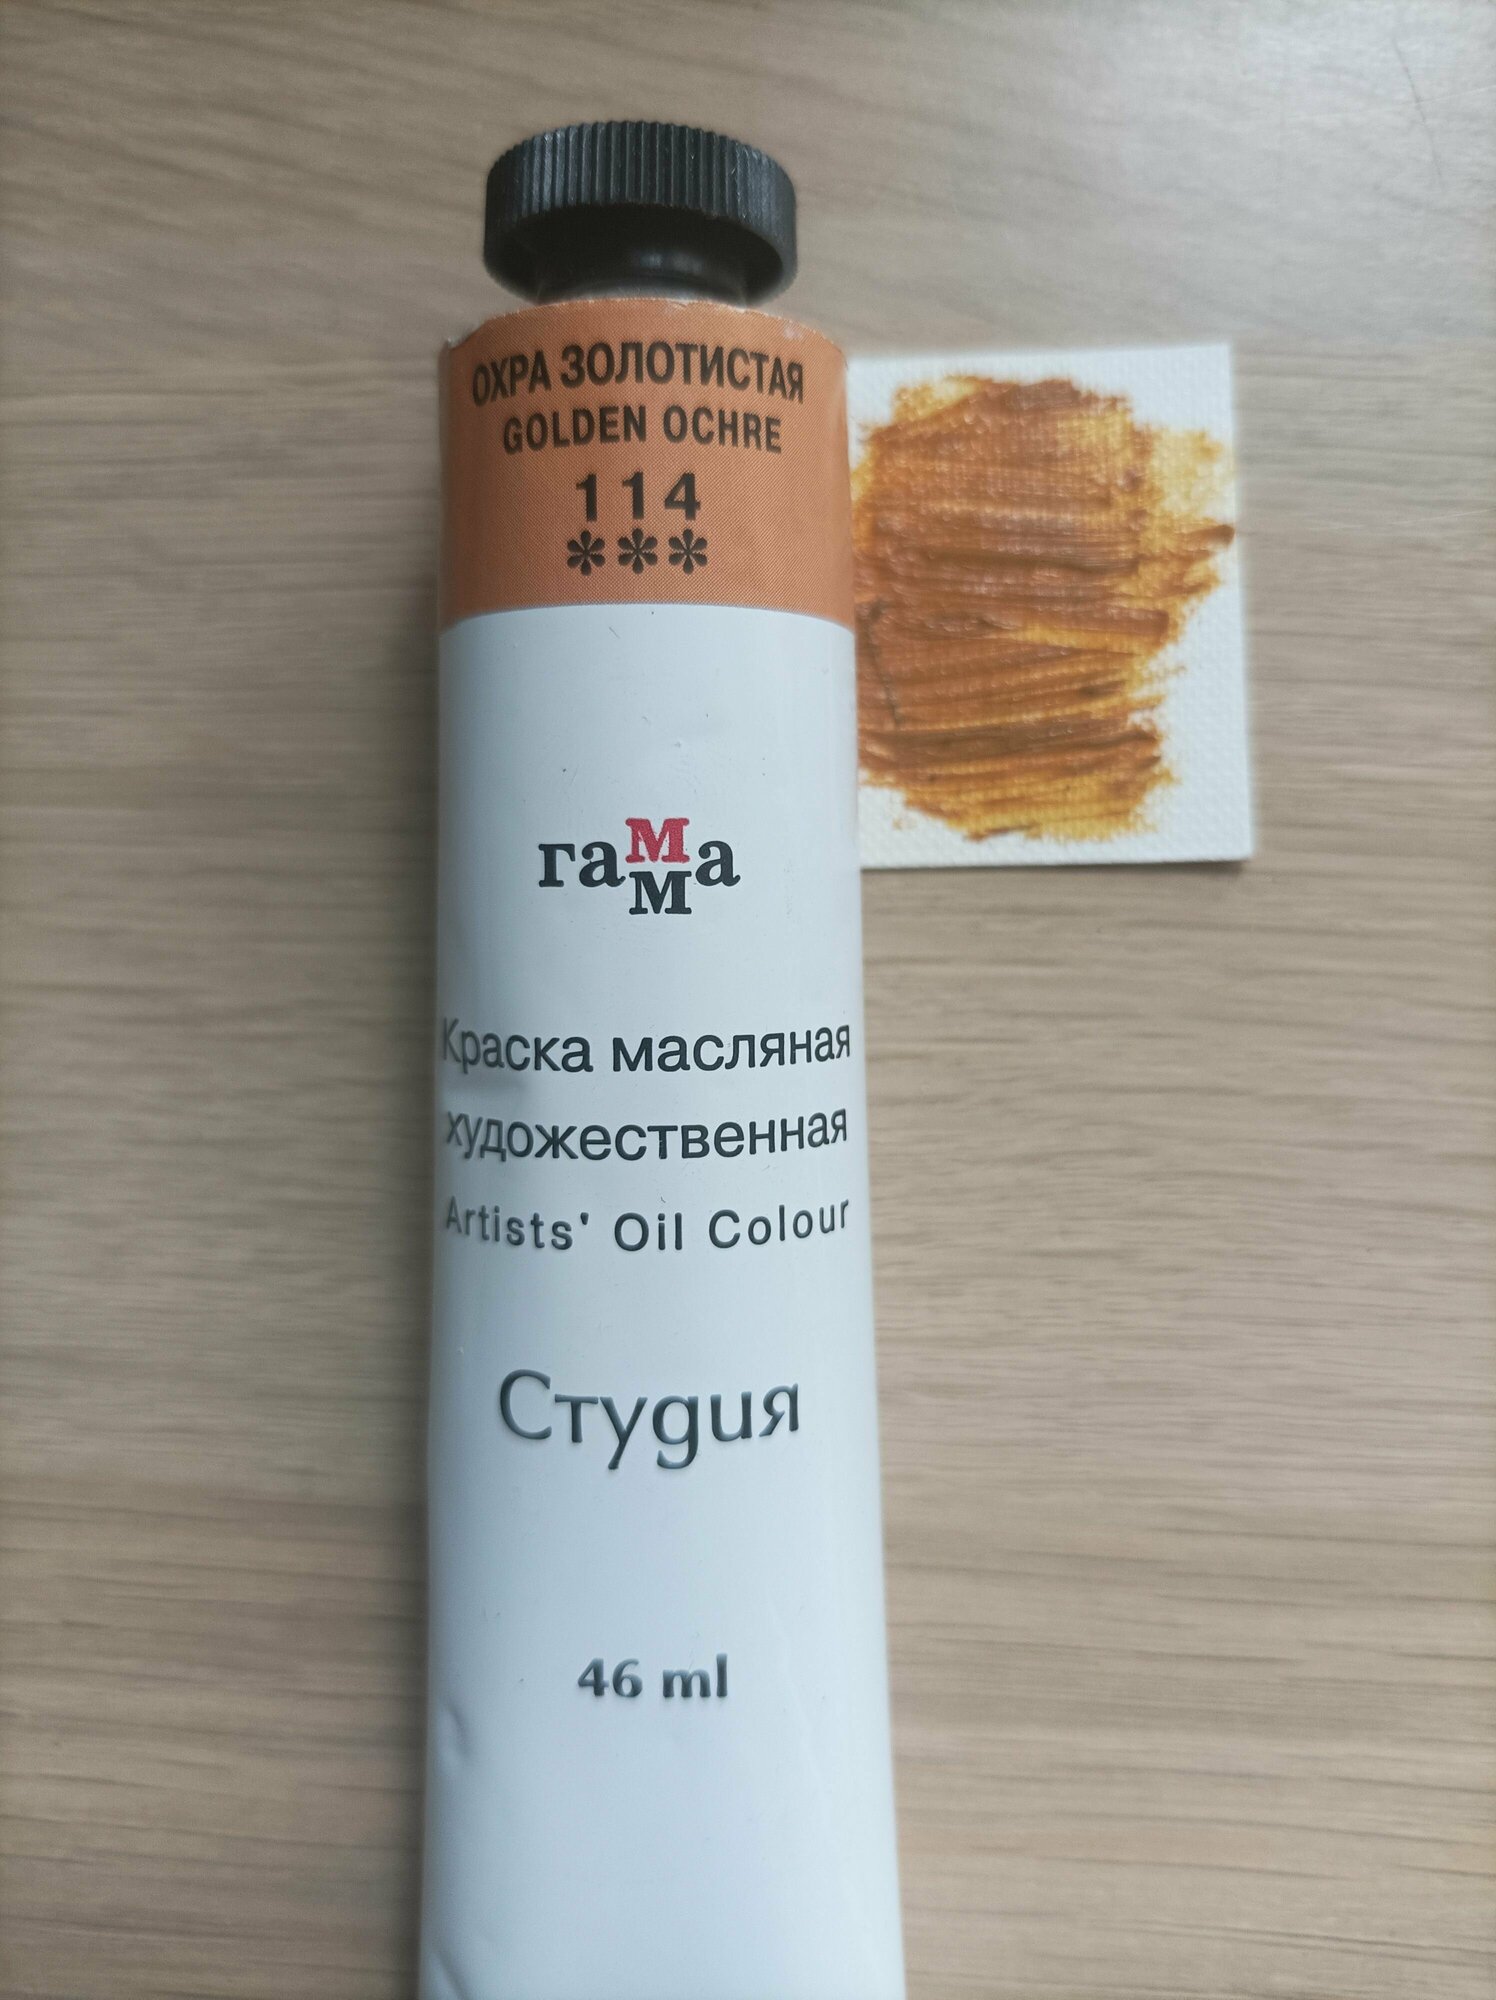 ОХРА ЗОЛОТИСТАЯ
GOLDEN OCHRE
114
***
гамма
Краска масляная
художественная
Artists' Oil Colour
Студия
46 ml